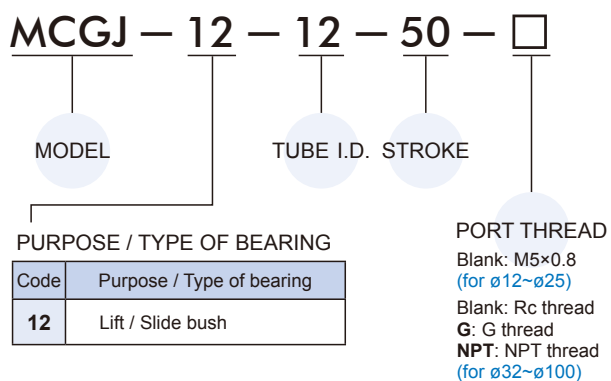 MCGJ – 12 – 12 – 50 – □
MODEL
TUBE I.D. STROKE
PURPOSE / TYPE OF BEARING
Code Purpose / Type of bearing
12 Lift / Slide bush
PORT THREAD
Blank: M5×0.8
(for ø12~ø25)
Blank: Rc thread
G: G thread
NPT: NPT thread
(for ø32~ø100)